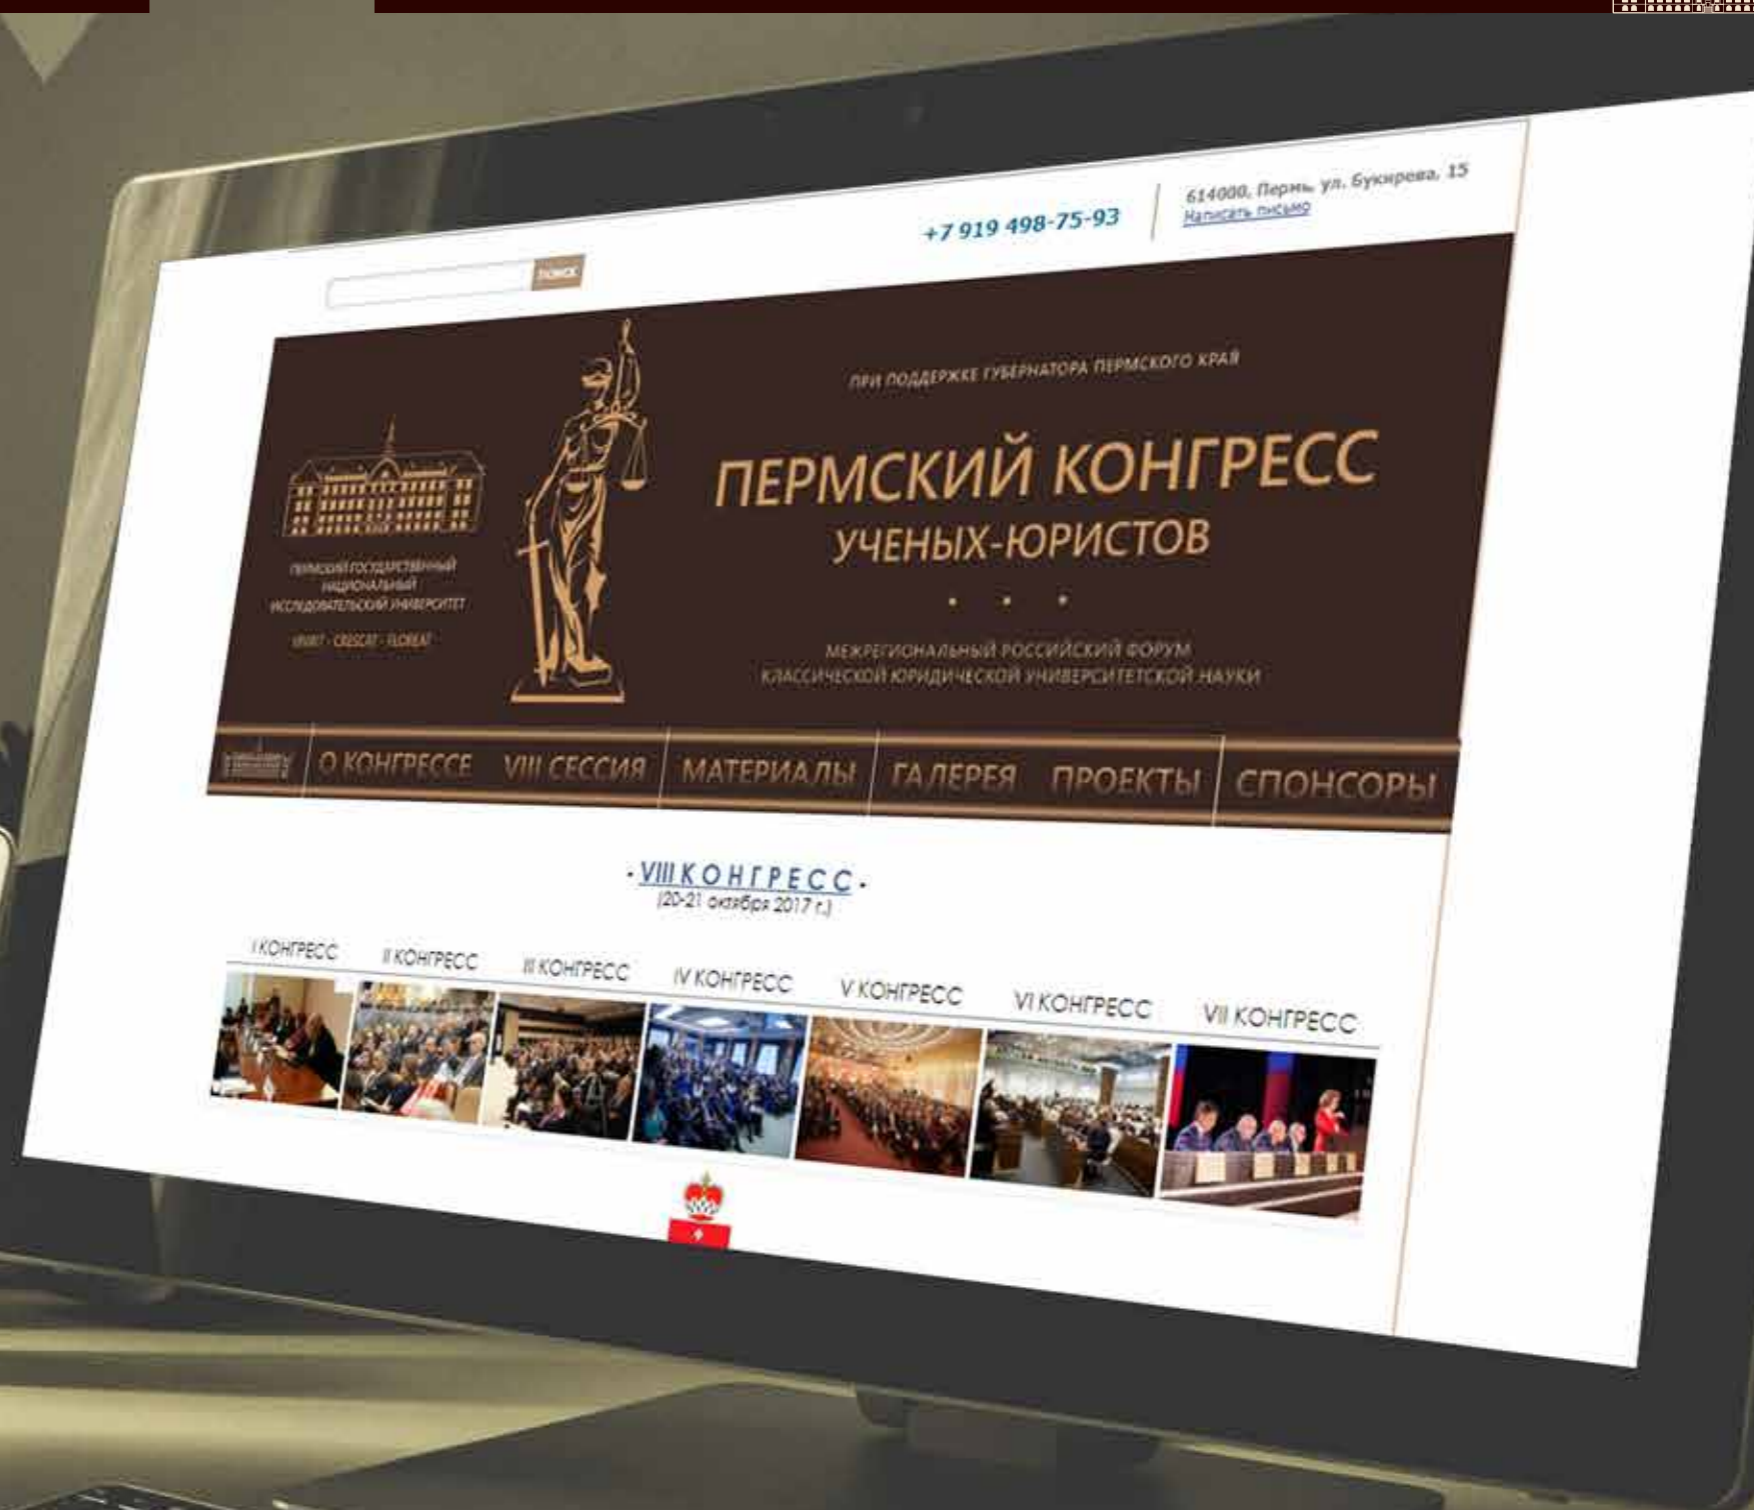 +7 919 498-75-93
614000, Пермь, ул. Букирева, 15
Написать письмо
ПОИСК
ПРИ ПОДДЕРЖКЕ ГУБЕРНАТОРА ПЕРМСКОГО КРАЯ
ПЕРМСКИЙ КОНГРЕСС
УЧЕНЫХ-ЮРИСТОВ
• • •
МЕЖРЕГИОНАЛЬНЫЙ РОССИЙСКИЙ ФОРУМ
КЛАССИЧЕСКОЙ ЮРИДИЧЕСКОЙ УНИВЕРСИТЕТСКОЙ НАУКИ
ПЕРМСКИЙ ГОСУДАРСТВЕННЫЙ
НАЦИОНАЛЬНЫЙ
ИССЛЕДОВАТЕЛЬСКИЙ УНИВЕРСИТЕТ
CRESCAT - FLOREAT
О КОНГРЕССЕ VIII СЕССИЯ МАТЕРИАЛЫ ГАЛЕРЕЯ ПРОЕКТЫ СПОНСОРЫ
· VIII КОНГРЕСС ·
(20-21 октября 2017 г.)
I КОНГРЕСС II КОНГРЕСС III КОНГРЕСС IV КОНГРЕСС V КОНГРЕСС VI КОНГРЕСС VII КОНГРЕСС